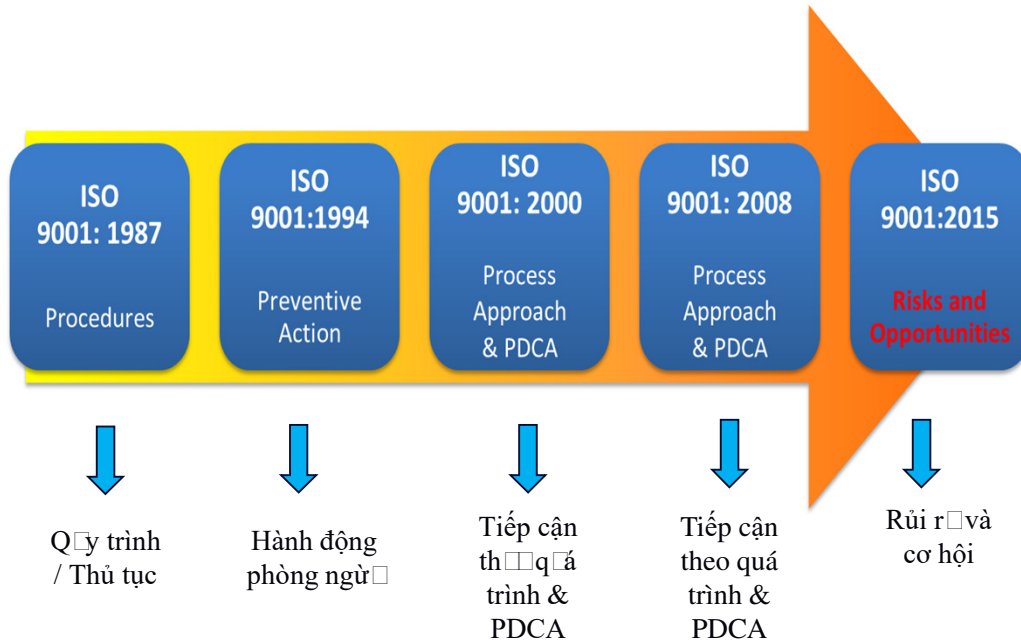 ISO
9001: 1987
Procedures
ISO
9001:1994
Preventive
Action
ISO
9001: 2000
Process
Approach
& PDCA
ISO
9001: 2008
Process
Approach
& PDCA
ISO
9001:2015
Risks and
Opportunities
trình
/ Thủ tục
Hành động
phòng
Tiếp cận
trình &
PDCA
Tiếp cận
theo quá
trình &
PDCA
Rủi và
cơ hội